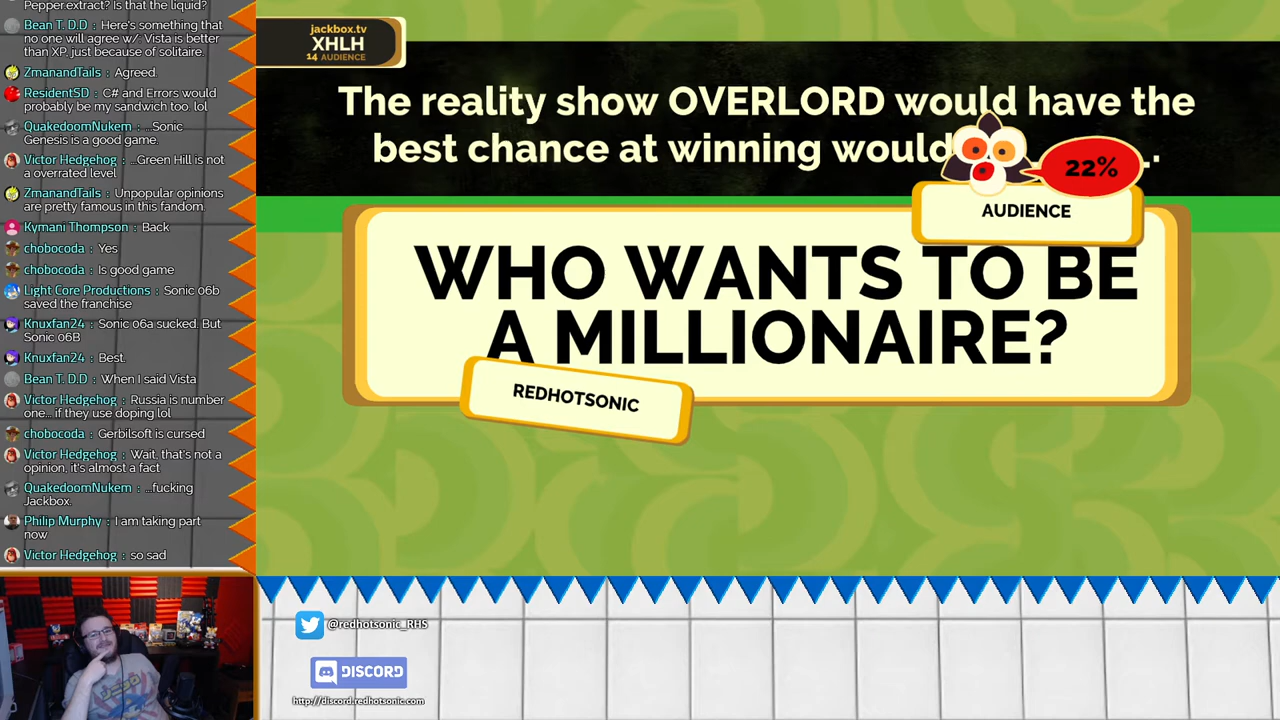 Pepper.extract? Is that the liquid?
Bean T. D.D : Here's something that
no one will agree w/. Vista is better
than XP, just because of solitaire.
ZmanandTails : Agreed.
ResidentSD : C# and Errors would
probably be my sandwich too. lol
QuakedoomNukem : ...Sonic
Genesis is a good game.
Victor Hedgehog : ...Green Hill is not
a overrated level
ZmanandTails : Unpopular opinions
are pretty famous in this fandom.
Kymani Thompson : Back
chobocoda : Yes
chobocoda : Is good game
Light Core Productions : Sonic 06b
saved the franchise
Knuxfan24 : Sonic 06a sucked. But
Sonic 06B
Knuxfan24 : Best.
Bean T. D.D : When I said Vista
Victor Hedgehog : Russia is number
one... if they use doping lol
chobocoda : Gerbilsoft is cursed
Victor Hedgehog : Wait, that's not a
opinion, it's almost a fact
QuakedoomNukem : ...fucking
Jackbox.
Philip Murphy : I am taking part
now
Victor Hedgehog : so sad
jackbox.tv
XHLH
14 AUDIENCE
The reality show OVERLORD would have the
best chance at winning would
22%
AUDIENCE
WHO WANTS TO BE
A MILLIONAIRE?
REDHOTSONIC
@redhotsonic_RHS
DISCORD
http://discord.redhotsonic.com